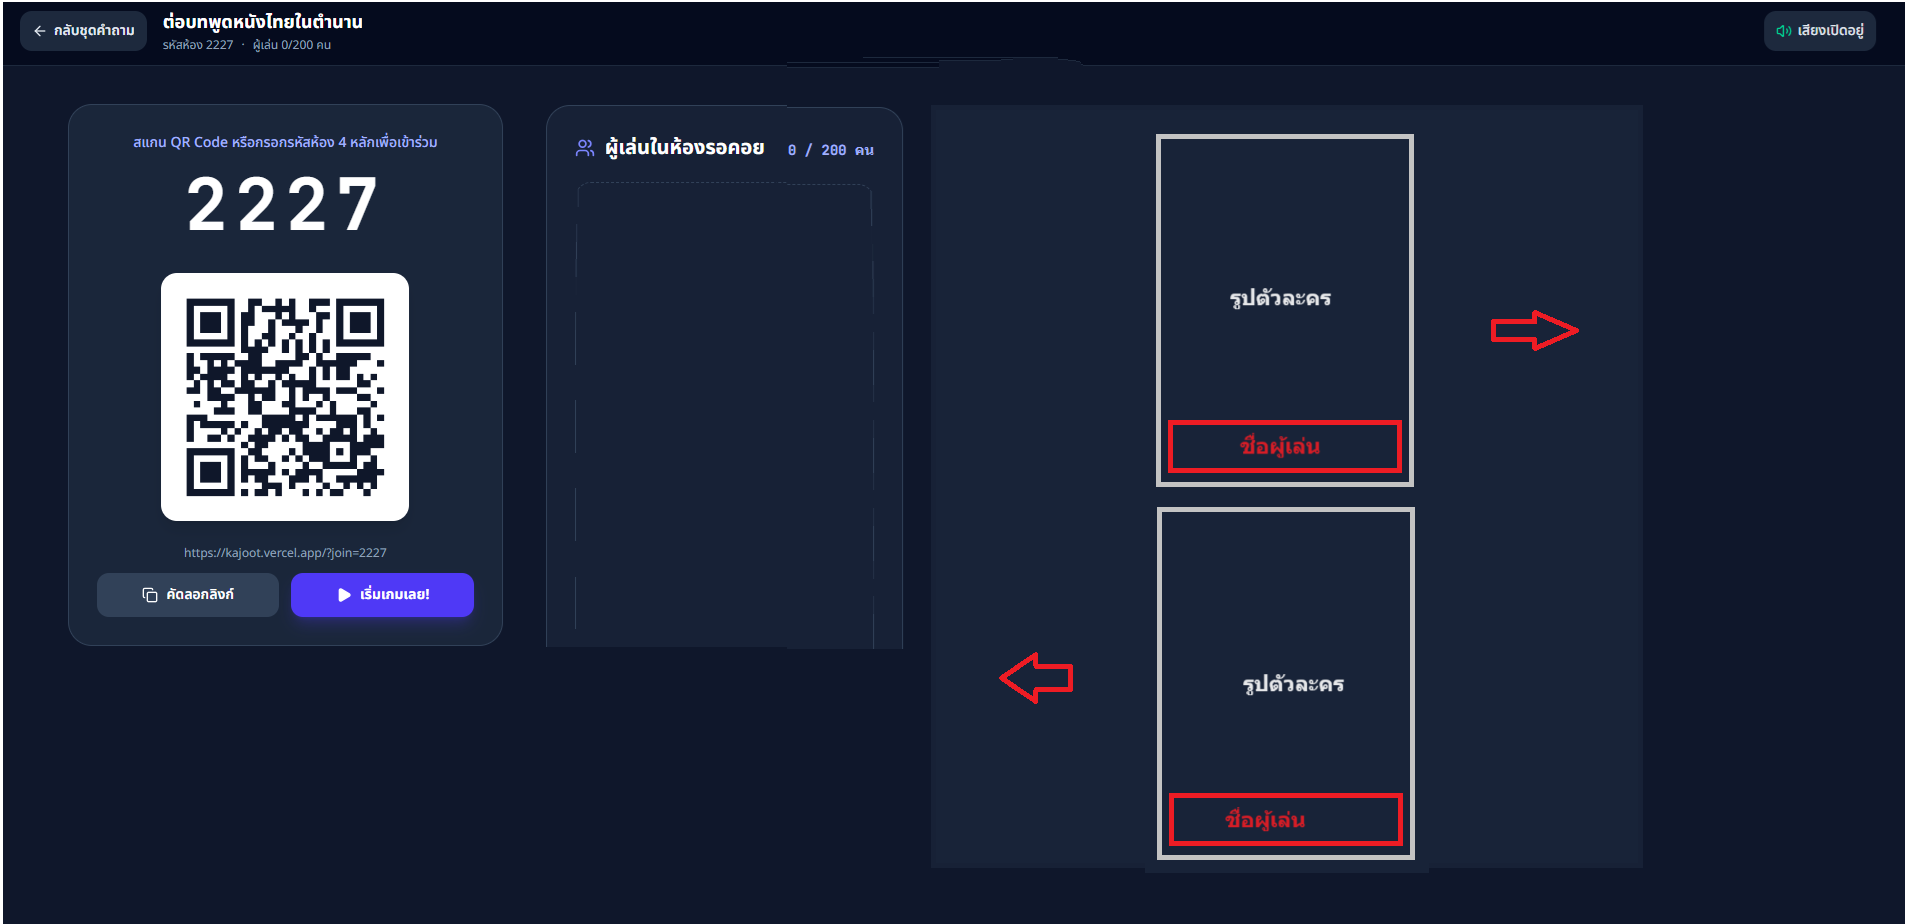 กลับชุดคำถาม
ต่อบทพูดหนังไทยในตำนาน
รหัสห้อง 2227 · ผู้เล่น 0/200 คน
เสียงเปิดอยู่
สแกน QR Code หรือกรอกรหัสห้อง 4 หลักเพื่อเข้าร่วม
2227
https://kajoot.vercel.app/?join=2227
คัดลอกลิงก์
เริ่มเกมเลย!
ผู้เล่นในห้องรอคอย
0 / 200 คน
รูปตัวละคร
ชื่อผู้เล่น
รูปตัวละคร
ชื่อผู้เล่น